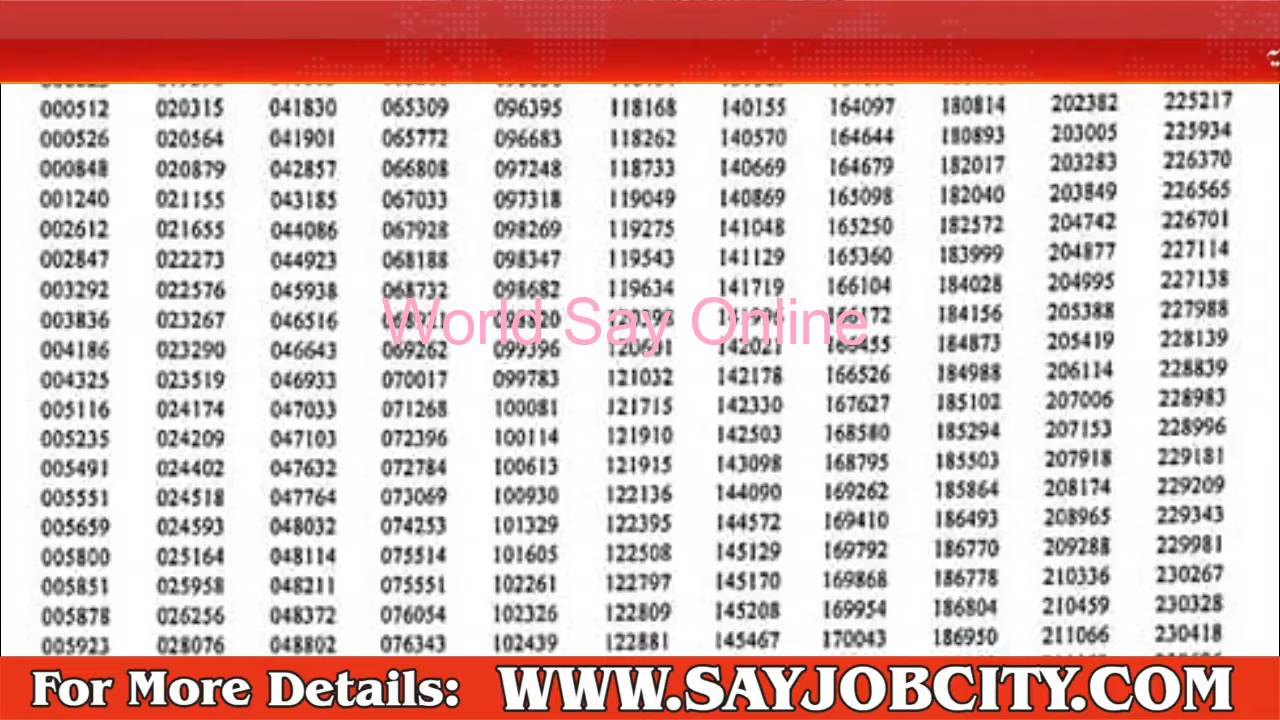 000512 020315 041830 065309 096395 118168 140155 164097 180814 202382 225217
000526 020564 041901 065772 096683 118262 140570 164644 180893 203005 225934
000848 020879 042857 066808 097248 118733 140669 164679 182017 203283 226370
001240 021155 043185 067033 097318 119049 140869 165098 182040 203849 226565
002612 021655 044086 067928 098269 119275 141048 165250 182572 204742 226701
002847 022273 044923 068188 098347 119543 141129 165360 183999 204877 227114
003292 022576 045938 068732 098682 119634 141719 166104 184028 204995 227138
World Say Online
003836 023267 046516 184156 205388 227988
004186 023290 046643 069262 099396 142021 184873 205419 228139
004325 023519 046933 070017 099783 121032 142178 166526 184988 206114 228839
005116 024174 047033 071268 100081 121715 142330 167627 185102 207006 228983
005235 024209 047103 072396 100114 121910 142503 168580 185294 207153 228996
005491 024402 047632 072784 100613 121915 143098 168795 185503 207918 229181
005551 024518 047764 073069 100930 122136 144090 169262 185864 208174 229209
005659 024593 048032 074253 101329 122395 144572 169410 186493 208965 229343
005800 025164 048114 075514 101605 122508 145129 169792 186770 209288 229981
005851 025958 048211 075551 102261 122797 145170 169868 186778 210336 230267
005878 026256 048372 076054 102326 122809 145208 169954 186804 210459 230328
005923 028076 048802 076343 102439 122881 145467 170043 186950 211066 230418
For More Details: WWW.SAYJOBCITY.COM